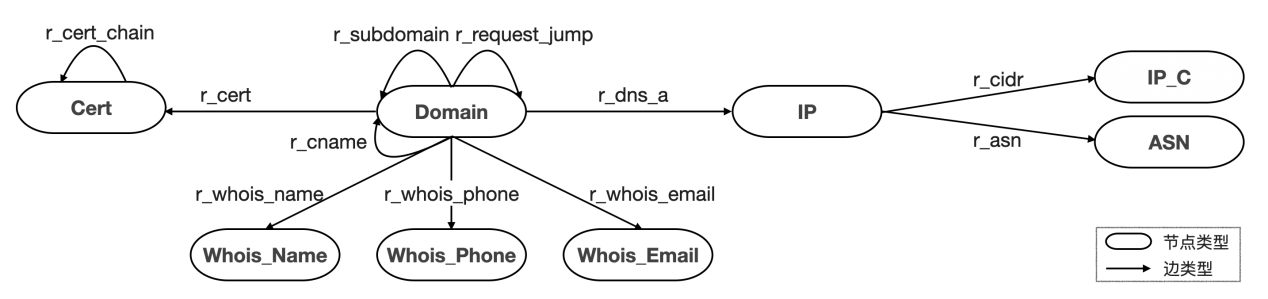 r_cert_chain
r_subdomain
r_request_jump
Cert
r_cert
Domain
r_dns_a
IP
r_cidr
IP_C
r_asn
ASN
r_cname
r_whois_name
r_whois_phone
r_whois_email
Whois_Name
Whois_Phone
Whois_Email
节点类型
边类型